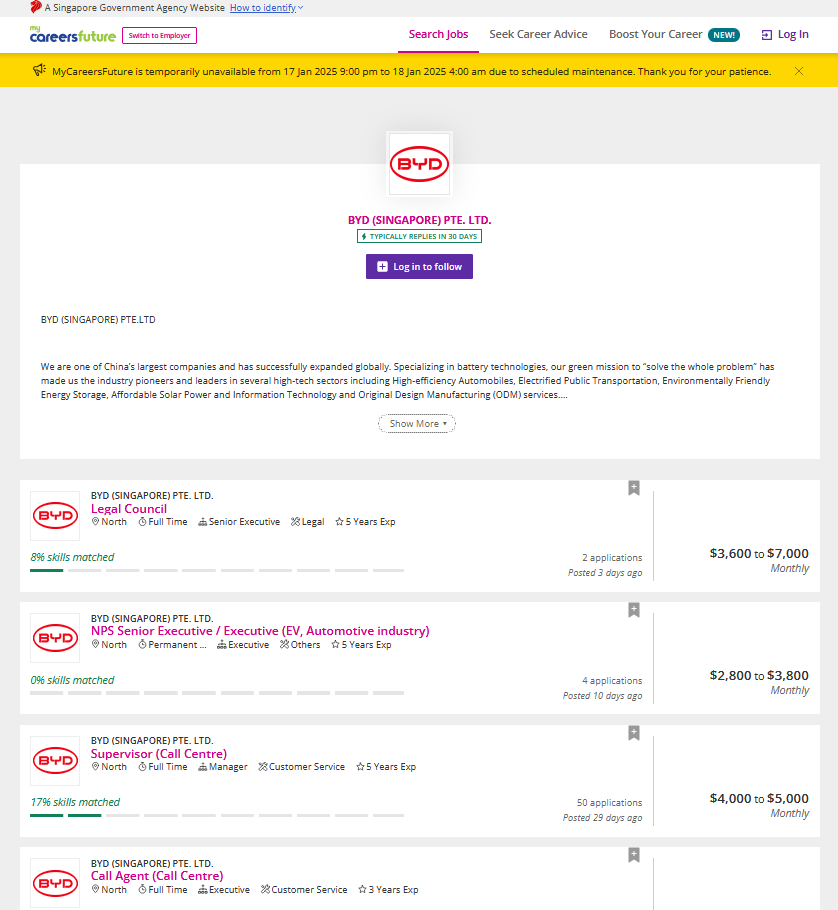 A Singapore Government Agency Website How to identify
my careersfuture
Switch to Employer
Search Jobs
Seek Career Advice
Boost Your Career NEW!
Log In
MyCareersFuture is temporarily unavailable from 17 Jan 2025 9:00 pm to 18 Jan 2025 4:00 am due to scheduled maintenance. Thank you for your patience.
BYD
BYD (SINGAPORE) PTE. LTD.
TYPICALLY REPLIES IN 30 DAYS
Log in to follow
BYD (SINGAPORE) PTE.LTD
We are one of China's largest companies and has successfully expanded globally. Specializing in battery technologies, our green mission to "solve the whole problem" has
made us the industry pioneers and leaders in several high-tech sectors including High-efficiency Automobiles, Electrified Public Transportation, Environmentally Friendly
Energy Storage, Affordable Solar Power and Information Technology and Original Design Manufacturing (ODM) services....
Show More
BYD
BYD (SINGAPORE) PTE. LTD.
Legal Council
North Full Time Senior Executive Legal 5 Years Exp
8% skills matched
2 applications
Posted 3 days ago
$3,600 to $7,000
Monthly
BYD
BYD (SINGAPORE) PTE. LTD.
NPS Senior Executive / Executive (EV, Automotive industry)
North Permanent ... Executive Others 5 Years Exp
0% skills matched
4 applications
Posted 10 days ago
$2,800 to $3,800
Monthly
BYD
BYD (SINGAPORE) PTE. LTD.
Supervisor (Call Centre)
North Full Time Manager Customer Service 5 Years Exp
17% skills matched
50 applications
Posted 29 days ago
$4,000 to $5,000
Monthly
BYD
BYD (SINGAPORE) PTE. LTD.
Call Agent (Call Centre)
North Full Time Executive Customer Service 3 Years Exp